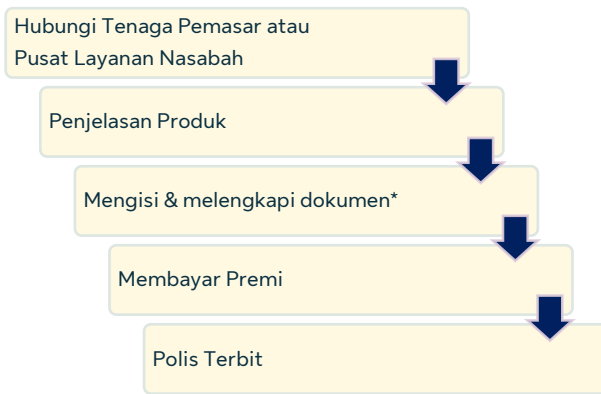 Hubungi Tenaga Pemasar atau
Pusat Layanan Nasabah
Penjelasan Produk
Mengisi & melengkapi dokumen*
Membayar Premi
Polis Terbit